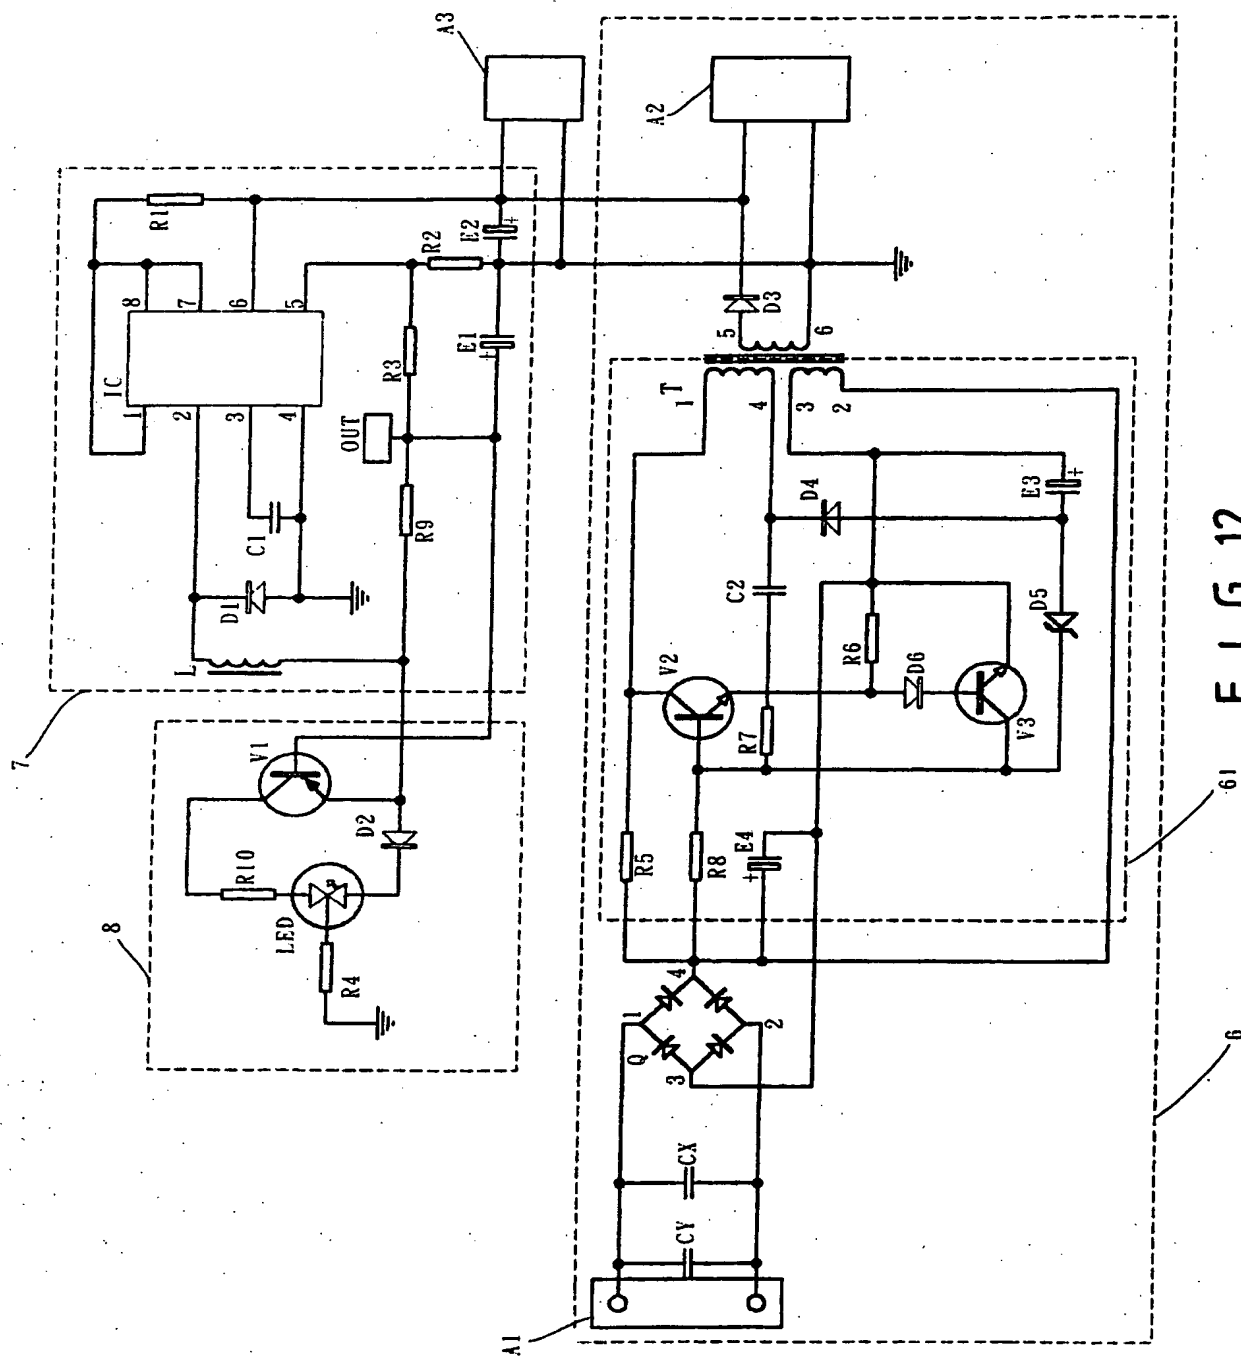 A3
A2
R1
8
7
6
5
IC
1
2
3
4
E2
+
R2
R3
E1
+
OUT
R9
C1
D1
L
7
V1
D2
R10
LED
R4
8
5
D3
6
T
1
4
3
2
D4
E3
+
C2
V2
R6
D5
D6
V3
R7
R5
R8
E4
+
61
4
1
Q
2
3
CX
CY
A1
6
FIG 12